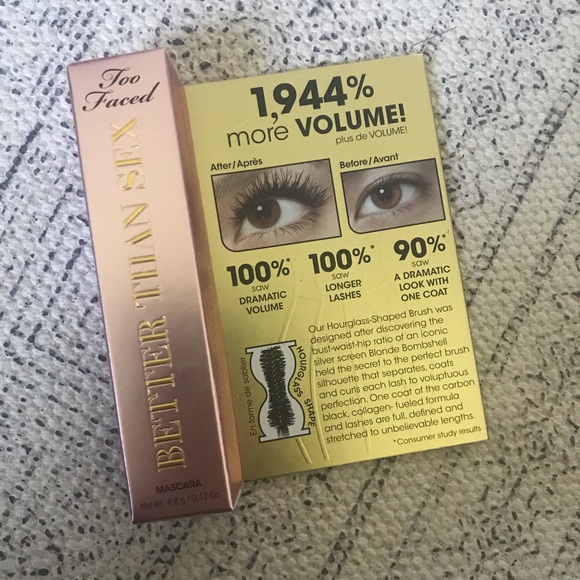 Too
Faced
BETTER THAN SEX
MASCARA
Net Wt. 4.8 g / 0.17 Oz.
1,944%
more VOLUME!
plus de VOLUME!
After/Après
Before/Avant
100%*
saw
DRAMATIC
VOLUME
100%*
saw
LONGER
LASHES
90%*
saw
A DRAMATIC
LOOK WITH
ONE COAT
En forme de sablier
HOURGLASS SHAPE
Our Hourglass-Shaped Brush was
designed after discovering the
bust-waist-hip ratio of an iconic
silver screen Blonde Bombshell
held the secret to the perfect brush
silhouette that separates, coats
and curls each lash to voluptuous
perfection. One coat of the carbon
black, collagen- fueled formula
and lashes are full, defined and
stretched to unbelievable lengths.
*Consumer study results